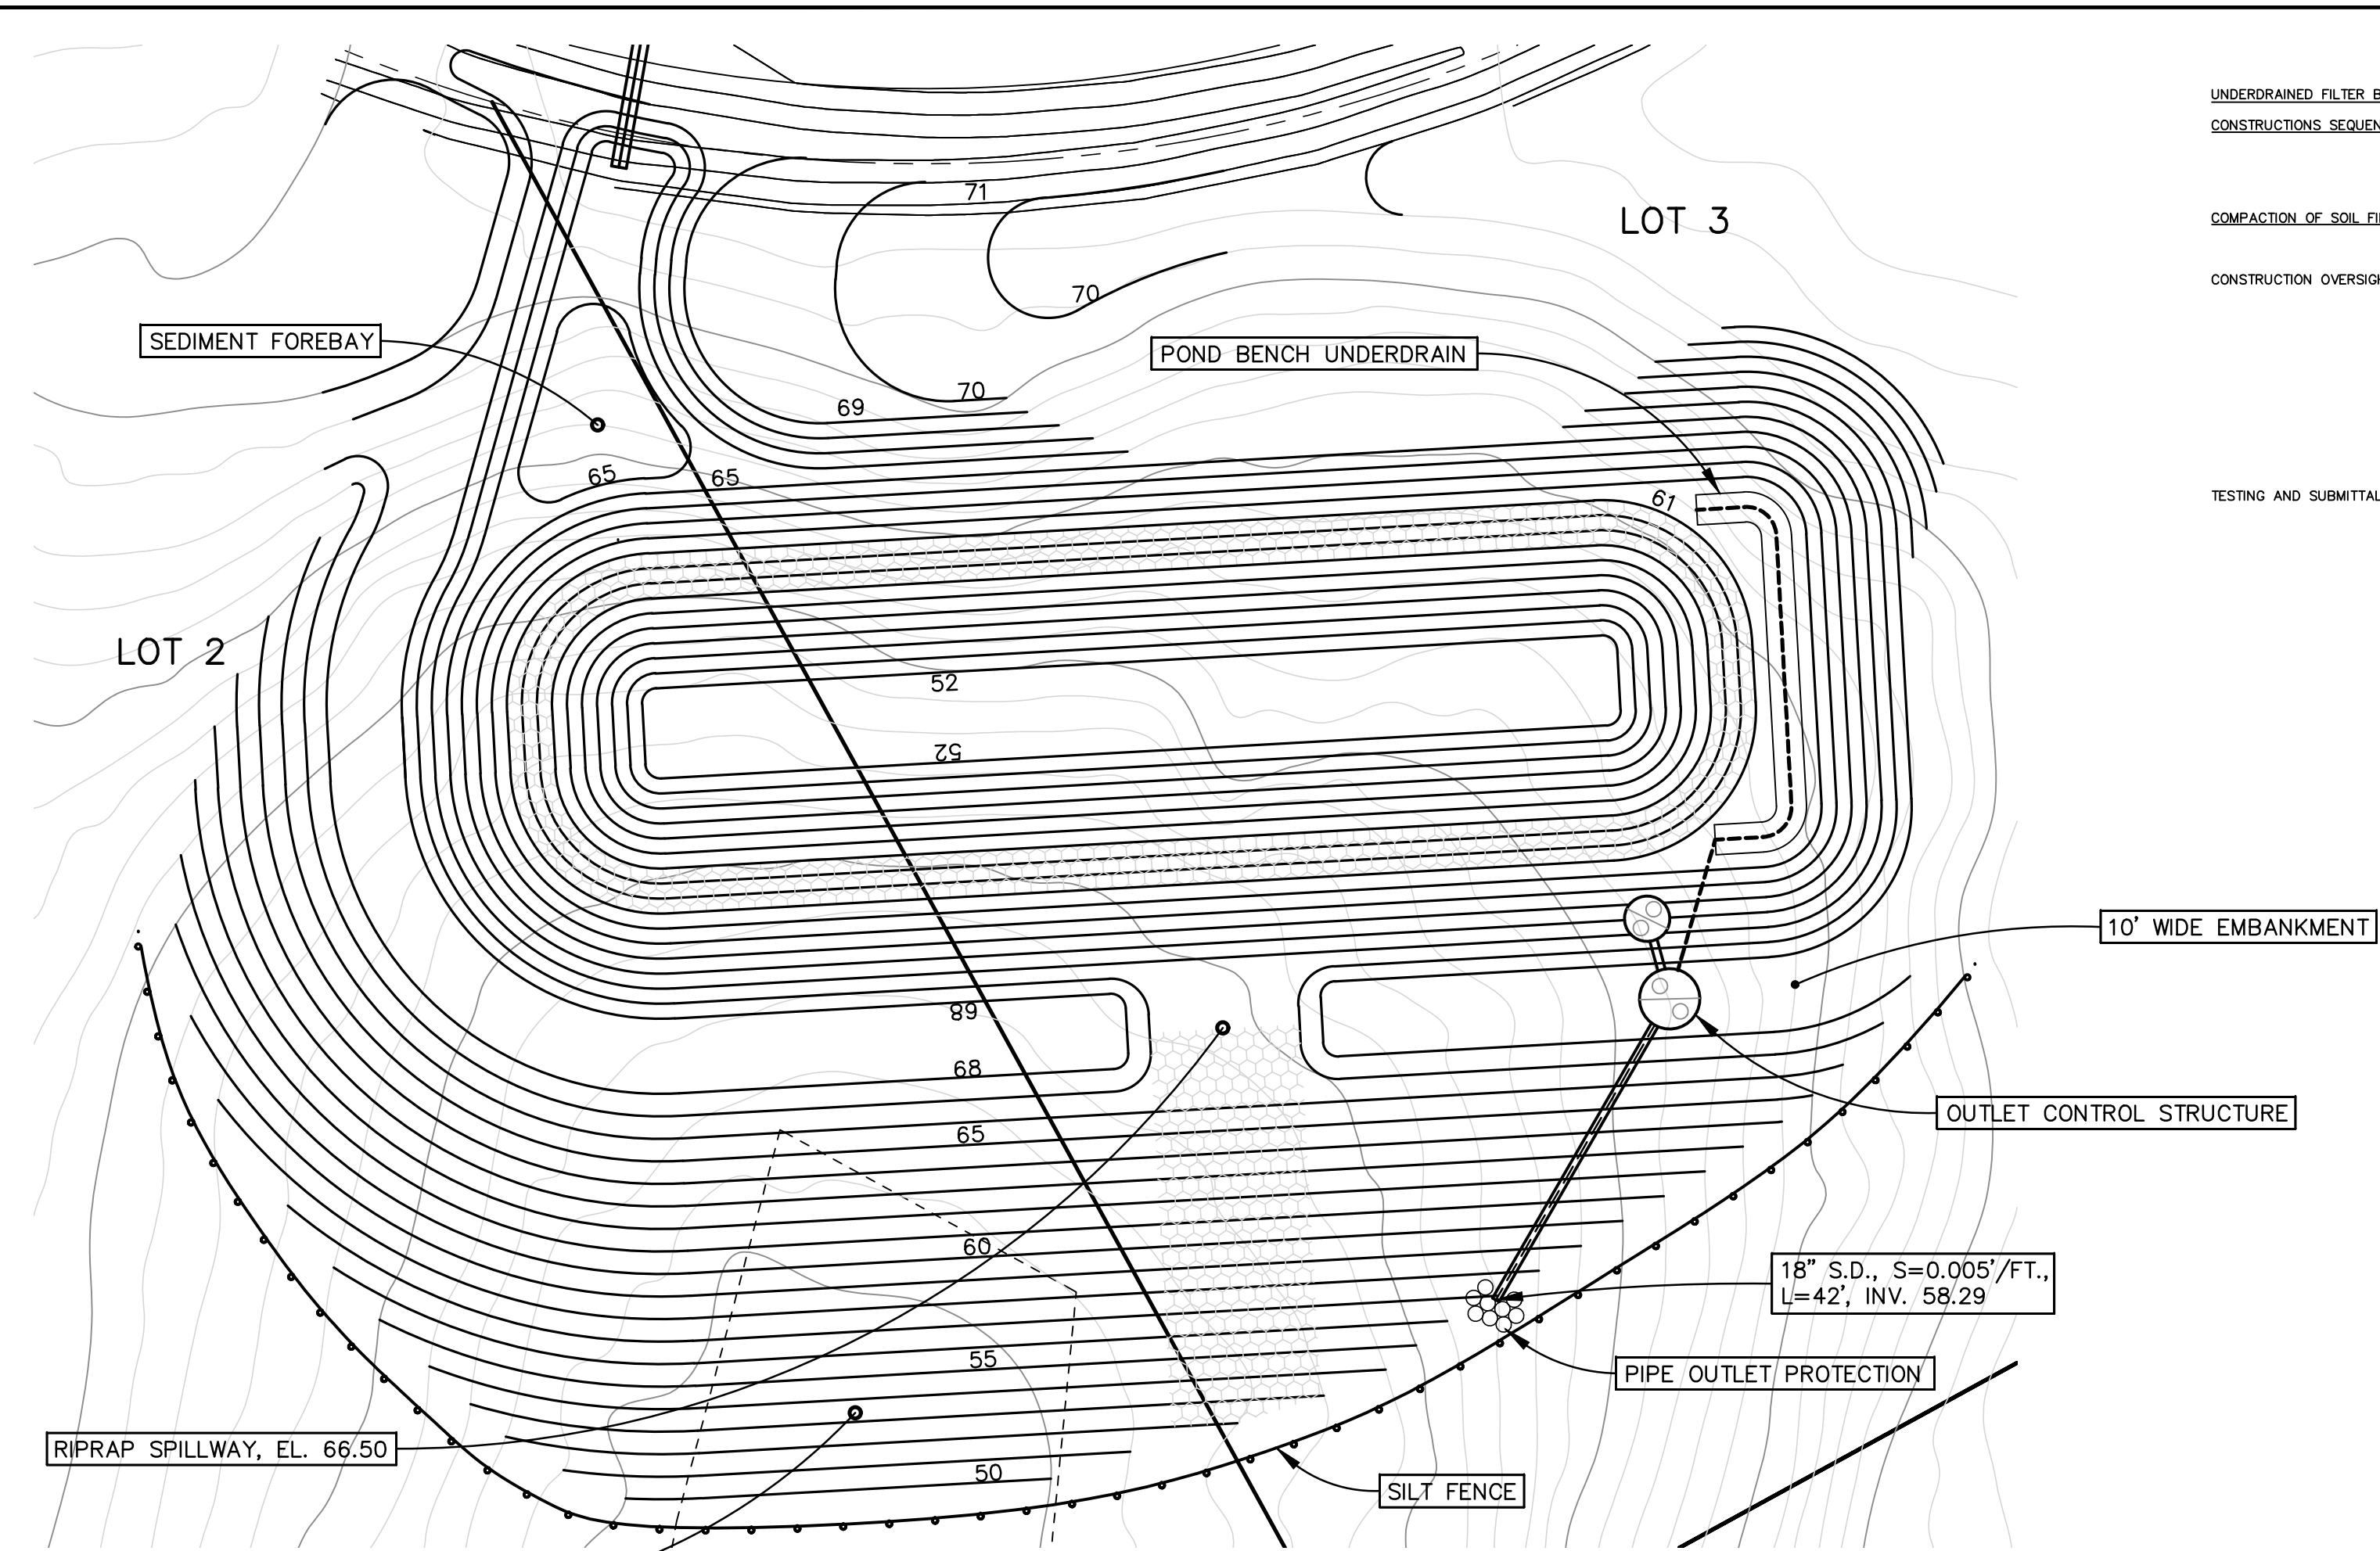 UNDERDRAINED FILTER B
CONSTRUCTIONS SEQUEN
71
LOT 3
COMPACTION OF SOIL FI
CONSTRUCTION OVERSIGH
70
SEDIMENT FOREBAY
POND BENCH UNDERDRAIN
70
69
65
65
61
TESTING AND SUBMITTAL
LOT 2
52
52
10' WIDE EMBANKMENT
68
68
OUTLET CONTROL STRUCTURE
65
60
18" S.D., S=0.005'/FT.,
L=42', INV. 58.29
55
PIPE OUTLET PROTECTION
RIPRAP SPILLWAY, EL. 66.50
50
SILT FENCE